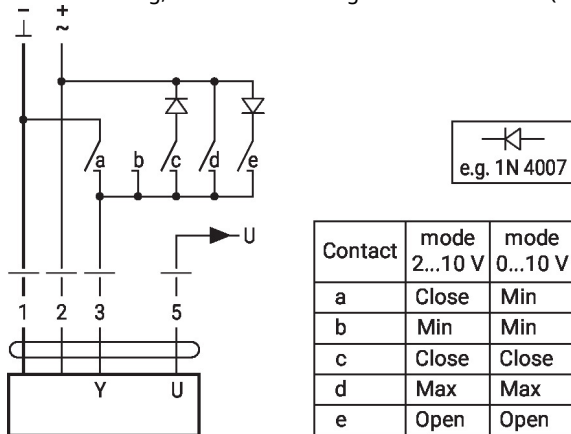 − +
⊥ ~
a b c d e
U
1 2 3 5
Y U
e.g. 1N 4007
Contact mode 2...10 V mode 0...10 V
a Close Min
b Min Min
c Close Close
d Max Max
e Open Open